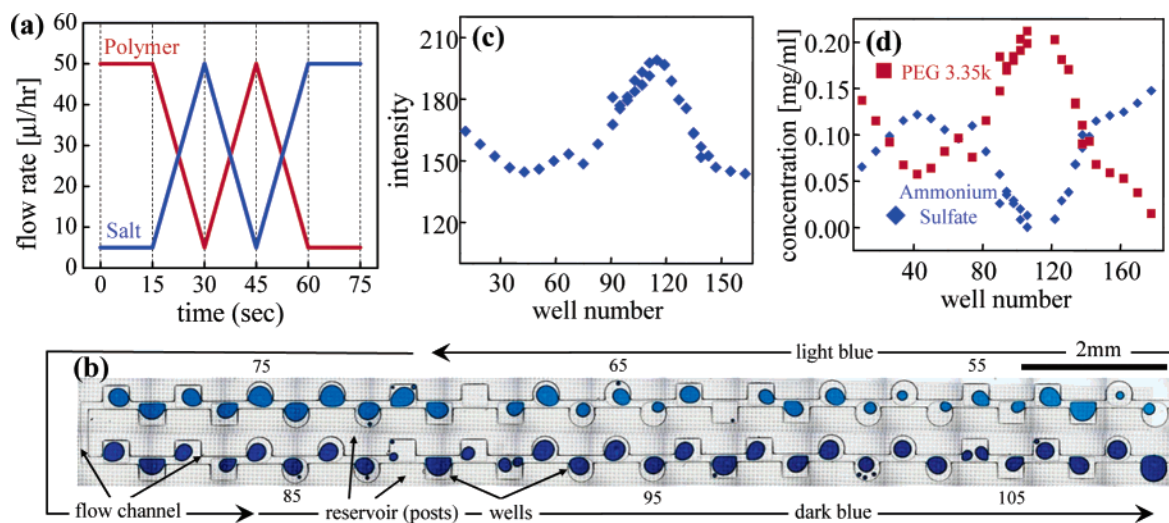 (a)
60
50
40
30
20
10
0
flow rate [µl/hr]
Polymer
Salt
0 15 30 45 60 75
time (sec)
(c)
210
180
150
120
intensity
30 60 90 120 150
well number
(d)
0.20
0.15
0.10
0.05
0.00
concentration [mg/ml]
PEG 3.35k
Ammonium
Sulfate
40 80 120 160
well number
(b)
75 65 55
light blue
2mm
85 95 105
flow channel reservoir (posts) wells dark blue